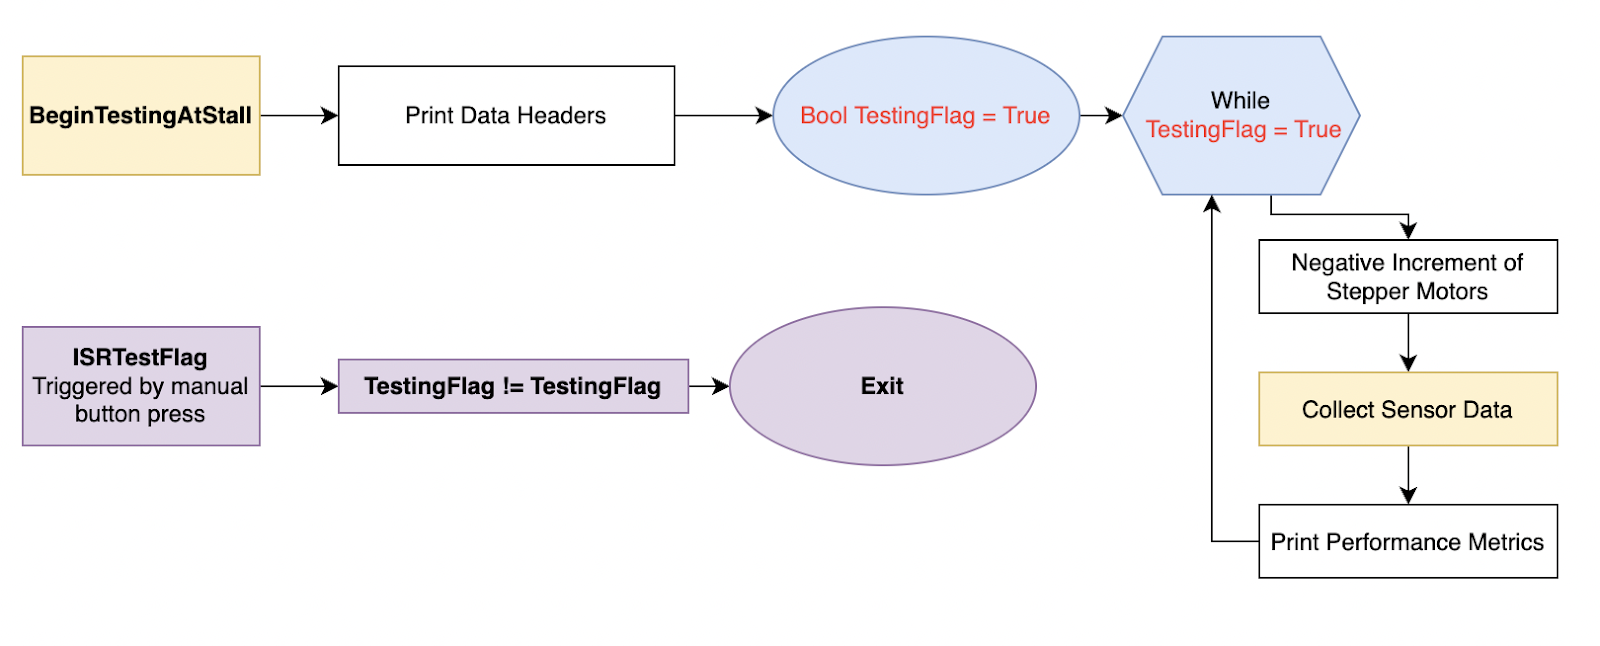 BeginTestingAtStall
Print Data Headers
Bool TestingFlag = True
While
TestingFlag = True
Negative Increment of
Stepper Motors
Collect Sensor Data
Print Performance Metrics
ISRTestFlag
Triggered by manual
button press
TestingFlag != TestingFlag
Exit